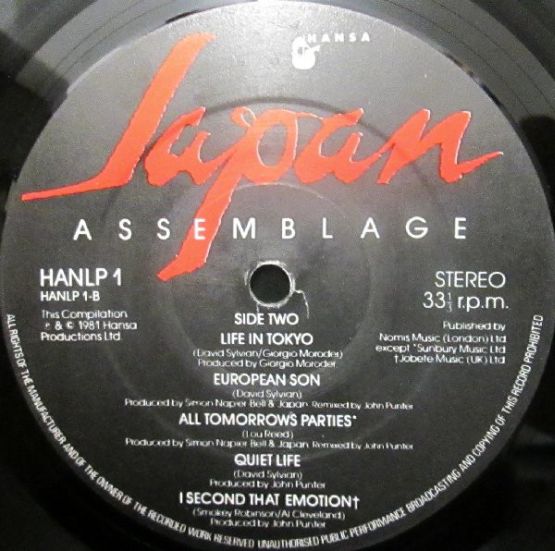 HANSA
Japan
ASSEMBLAGE
HANLP 1
HANLP 1-B
This Compilation
℗ & © 1981 Hansa
Productions Ltd.
STEREO
33⅓ r.p.m.
Published by
Nomis Music (London) Ltd
except *Sunbury Music Ltd
†Jobete Music (UK) Ltd
SIDE TWO
LIFE IN TOKYO
(David Sylvian/Giorgio Moroder)
Produced by Giorgio Moroder
EUROPEAN SON
(David Sylvian)
Produced by Simon Napier Bell & Japan. Remixed by John Punter
ALL TOMORROWS PARTIES*
(Lou Reed)
Produced by Simon Napier Bell & Japan. Remixed by John Punter
QUIET LIFE
(David Sylvian)
Produced by John Punter
I SECOND THAT EMOTION†
(Smokey Robinson/Al Cleveland)
Produced by John Punter
ALL RIGHTS OF THE MANUFACTURER AND OF THE OWNER OF THE RECORDED WORK RESERVED UNAUTHORISED PUBLIC PERFORMANCE BROADCASTING AND COPYING OF THIS RECORD PROHIBITED